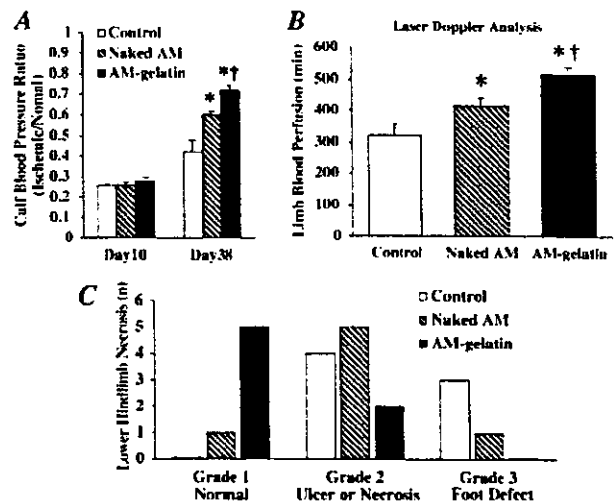 A
Control
Naked AM
AM-gelatin
Calf Blood Pressure Ratuo
(Ischemic/Nomal)
1
0.9
0.8
0.7
0.6
0.5
0.4
0.3
0.2
0.1
0
*
*†
Day10
Day38
B
Laser Doppler Analysis
Limb Blood Perfusion (min)
600
500
400
300
200
100
0
*
*†
Control
Naked AM
AM-gelatin
C
Lower Hindlimb Necrosis (n)
6
5
4
3
2
1
0
Control
Naked AM
AM-gelatin
Grade 1
Normal
Grade 2
Ulcer or Necrosis
Grade 3
Foot Defect